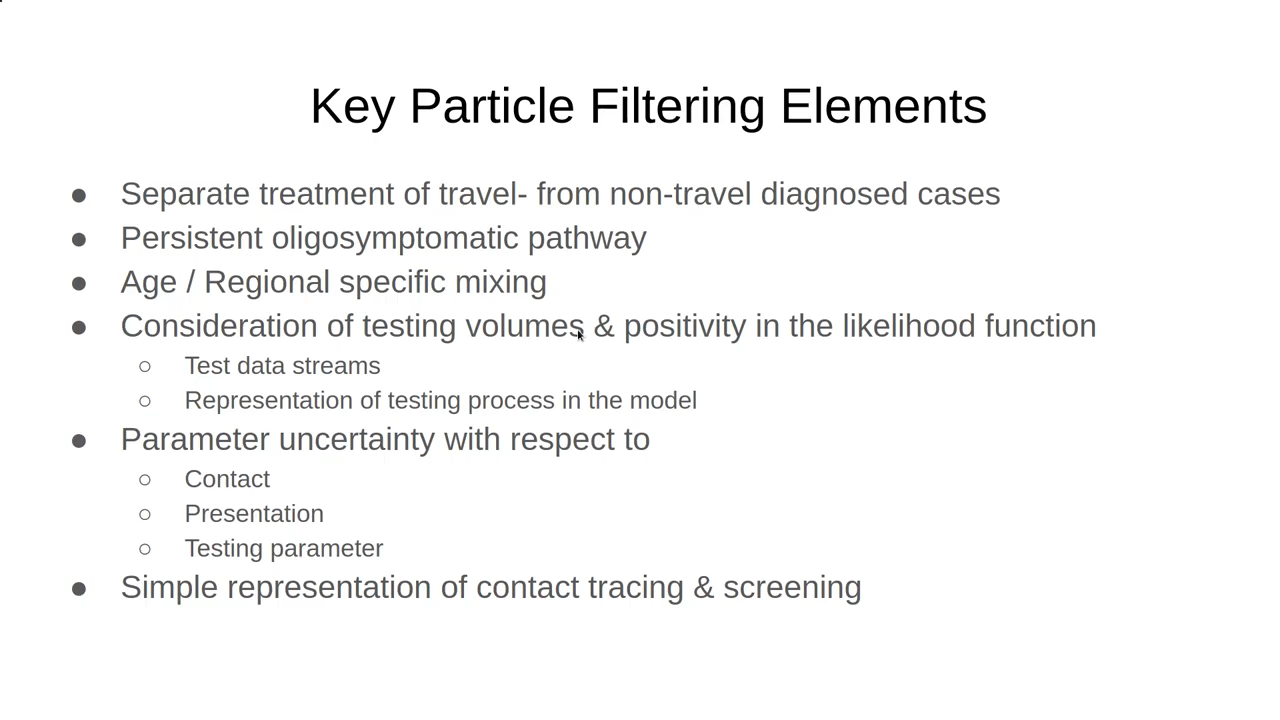 Key Particle Filtering Elements
● Separate treatment of travel- from non-travel diagnosed cases
● Persistent oligosymptomatic pathway
● Age / Regional specific mixing
● Consideration of testing volumes & positivity in the likelihood function
○ Test data streams
○ Representation of testing process in the model
● Parameter uncertainty with respect to
○ Contact
○ Presentation
○ Testing parameter
● Simple representation of contact tracing & screening